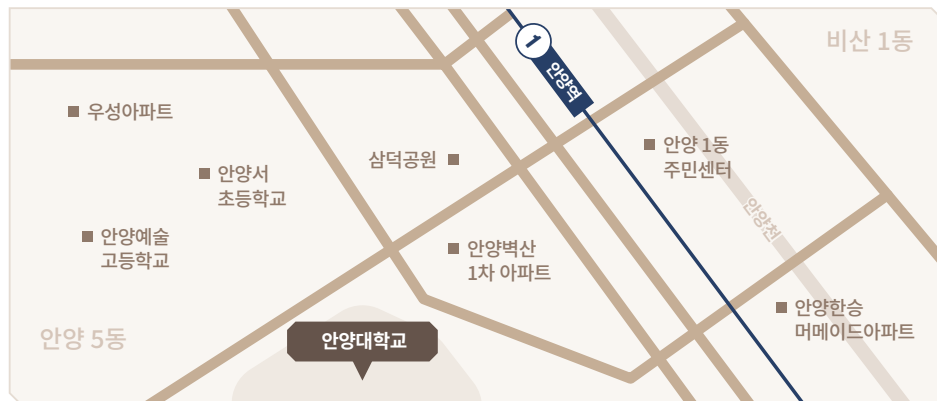 비산 1동
1
안양역
우성아파트
안양 1동
주민센터
삼덕공원
안양서
초등학교
안양천
안양예술
고등학교
안양벽산
1차 아파트
안양한숭
머메이드아파트
안양 5동
안양대학교